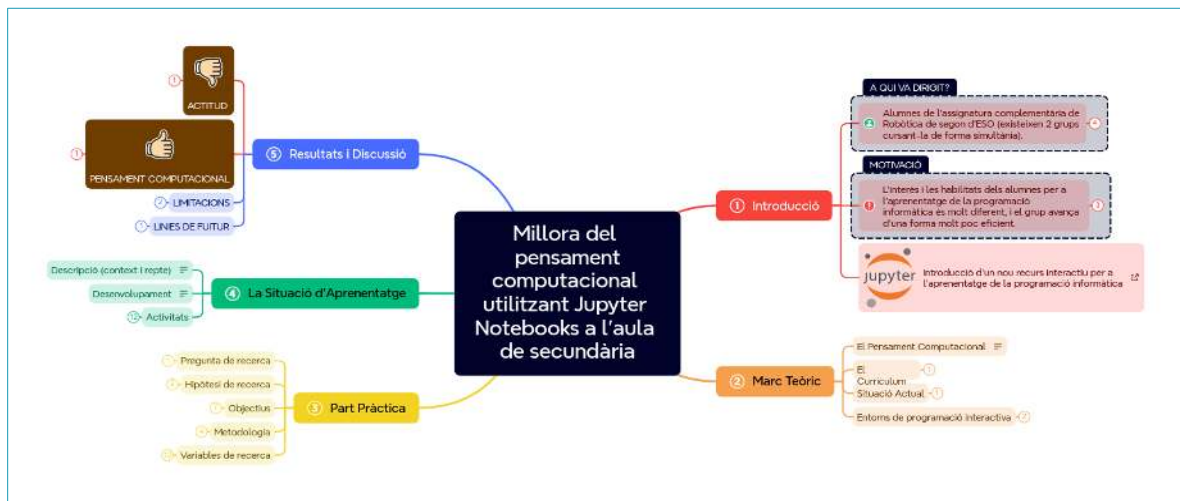 Millora del
pensament
computacional
utilitzant Jupyter
Notebooks a l'aula
de secundària
① Introducció
A QUI VA DIRIGIT?
Alumnes de l'assignatura complementària de
Robòtica de segon d'ESO (existeixen 2 grups
cursant-la de forma simultània).
MOTIVACIÓ
L'interès i les habilitats dels alumnes per a
l'aprenentatge de la programació
informàtica és molt diferent, i el grup avança
d'una forma molt poc eficient.
jupyter
Introducció d'un nou recurs interactiu per a
l'aprenentatge de la programació informàtica
② Marc Teòric
El Pensament Computacional
El
Currículum
Situació Actual
Entorns de programació interactiva
③ Part Pràctica
Pregunta de recerca
Hipòtesi de recerca
Objectius
Metodologia
Variables de recerca
④ La Situació d'Aprenentatge
Descripció (context i repte)
Desenvolupament
Activitats
⑤ Resultats i Discussió
ACTITUD
PENSAMENT COMPUTACIONAL
LIMITACIONS
LINIES DE FUITUR